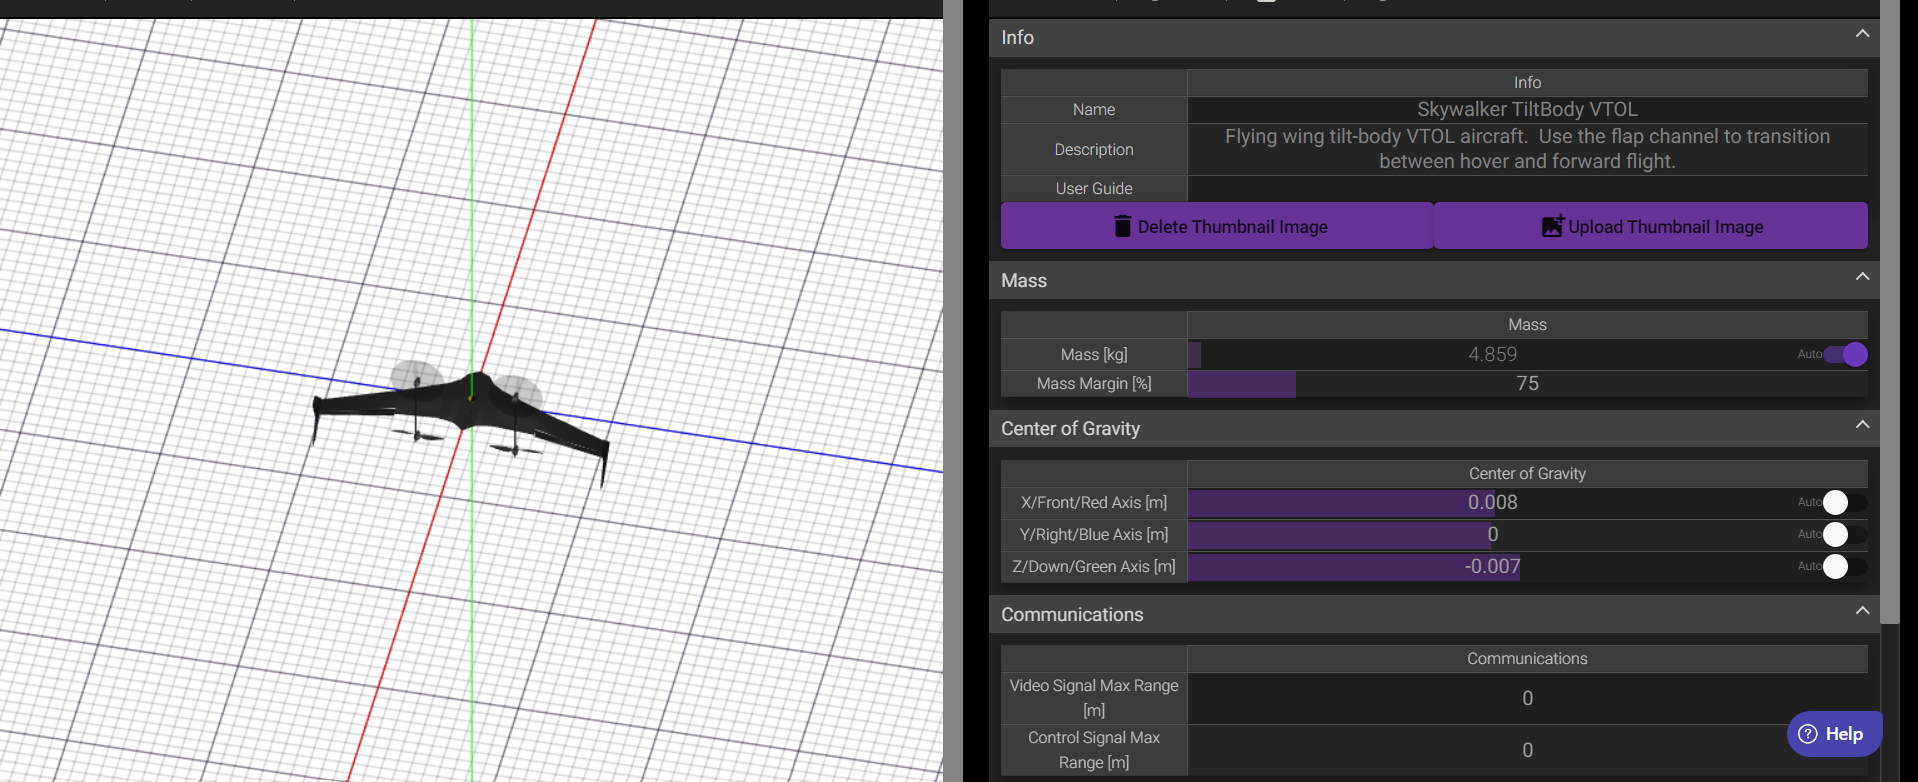 Info
Info
Name
Skywalker TiltBody VTOL
Description
Flying wing tilt-body VTOL aircraft.  Use the flap channel to transition
between hover and forward flight.
User Guide
Delete Thumbnail Image
Upload Thumbnail Image
Mass
Mass
Mass [kg]
4.859
Auto
Mass Margin [%]
75
Center of Gravity
Center of Gravity
X/Front/Red Axis [m]
0.008
Auto
Y/Right/Blue Axis [m]
0
Auto
Z/Down/Green Axis [m]
-0.007
Auto
Communications
Communications
Video Signal Max Range
[m]
0
Control Signal Max
Range [m]
0
Help